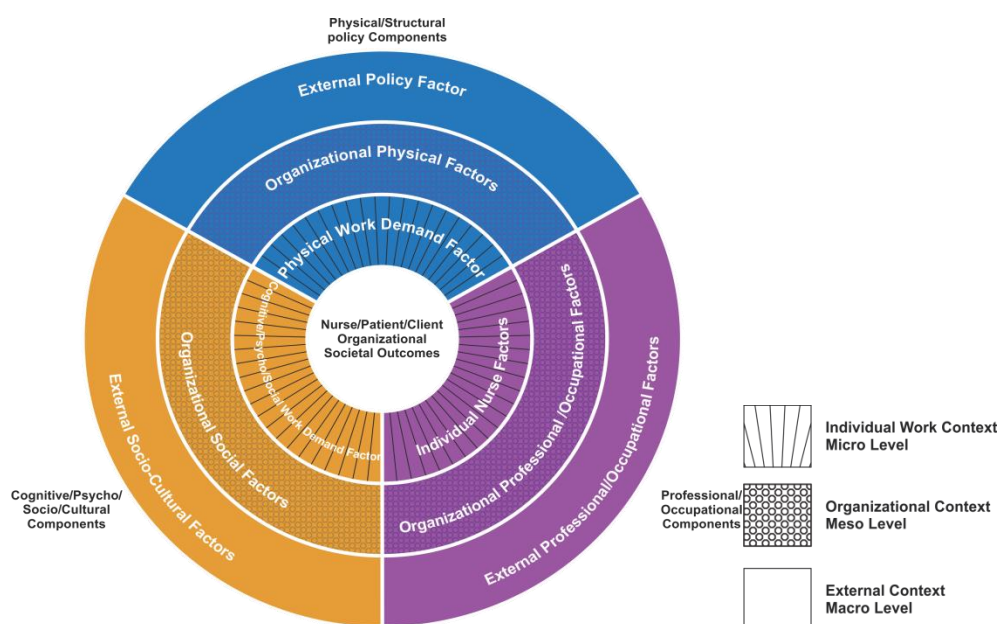 Physical/Structural
policy Components
External Policy Factor
Organizational Physical Factors
Physical Work Demand Factor
Cognitive/Psycho/Social Work Demand Factor
Organizational Social Factors
External Socio-Cultural Factors
Nurse/Patient/Client
Organizational
Societal Outcomes
Individual Nurse Factors
Organizational Professional /Occupational Factors
External Professional/Occupational Factors
Cognitive/Psycho/
Socio/Cultural
Components
Professional/
Occupational
Components
Individual Work Context
Micro Level
Organizational Context
Meso Level
External Context
Macro Level